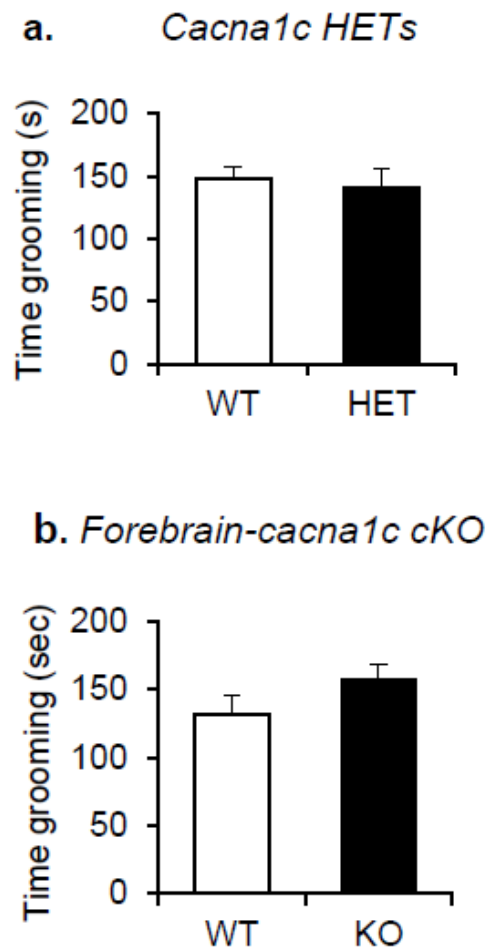 a. Cacna1c HETs
Time grooming (s)
200
150
100
50
0
WT HET
b. Forebrain-cacna1c cKO
Time grooming (sec)
200
150
100
50
0
WT KO